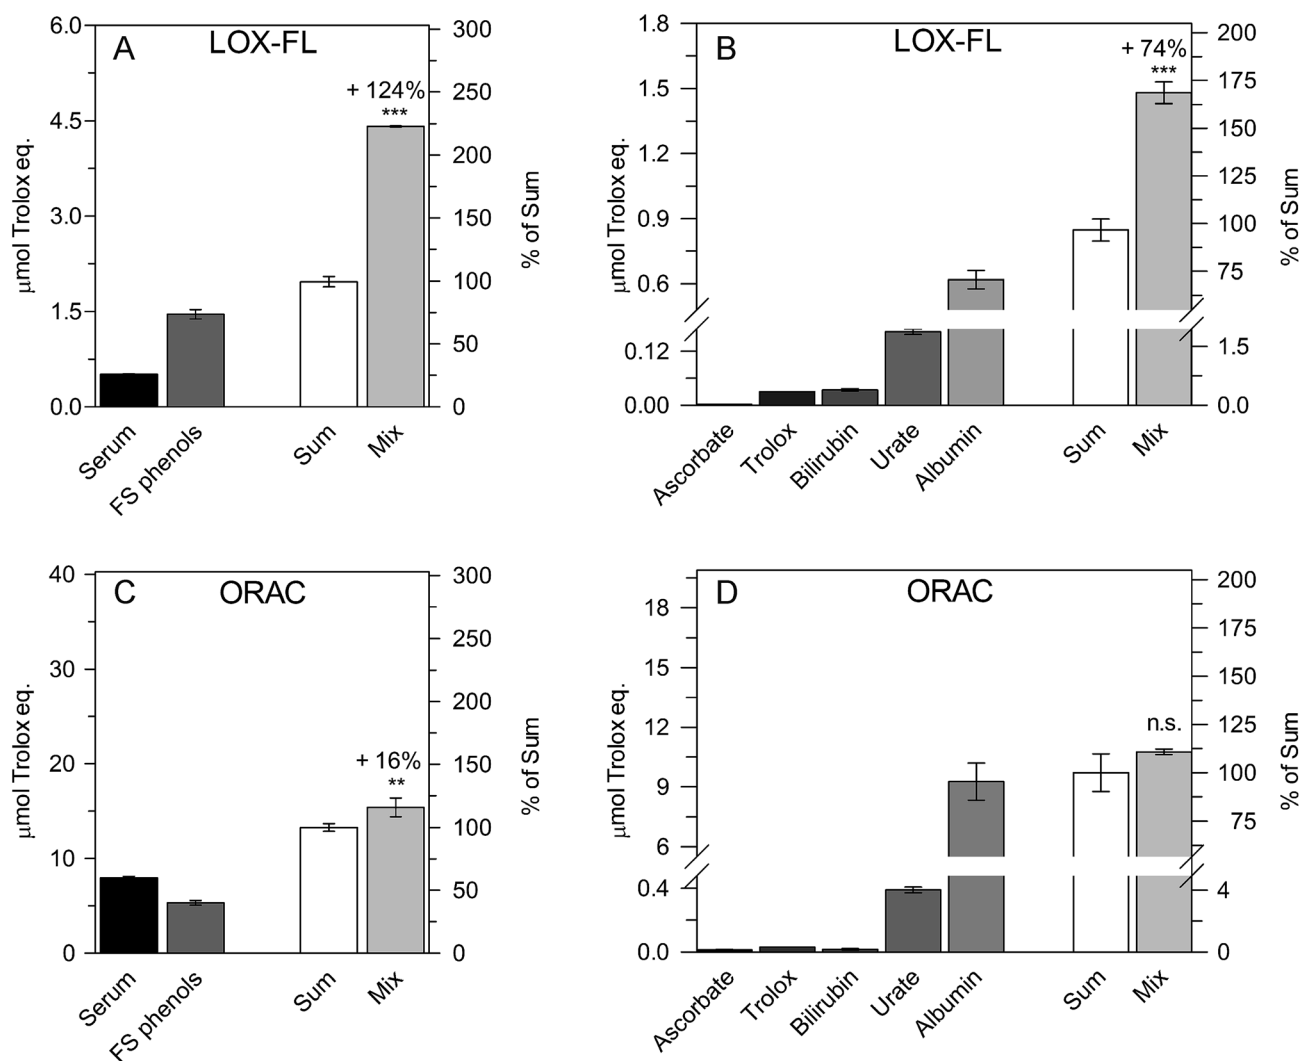 A
LOX-FL
+ 124%
***
μmol Trolox eq.
6.0
4.5
3.0
1.5
0.0
300
250
200
150
100
50
0
% of Sum
Serum
FS phenols
Sum
Mix
B
LOX-FL
+ 74%
***
μmol Trolox eq.
1.8
1.5
1.2
0.9
0.6
0.12
0.00
200
175
150
125
100
75
1.5
0.0
% of Sum
Ascorbate
Trolox
Bilirubin
Urate
Albumin
Sum
Mix
C
ORAC
+ 16%
**
μmol Trolox eq.
40
30
20
10
0
300
250
200
150
100
50
0
% of Sum
Serum
FS phenols
Sum
Mix
D
ORAC
n.s.
μmol Trolox eq.
18
15
12
9
6
0.4
0.0
200
175
150
125
100
75
4
0
% of Sum
Ascorbate
Trolox
Bilirubin
Urate
Albumin
Sum
Mix